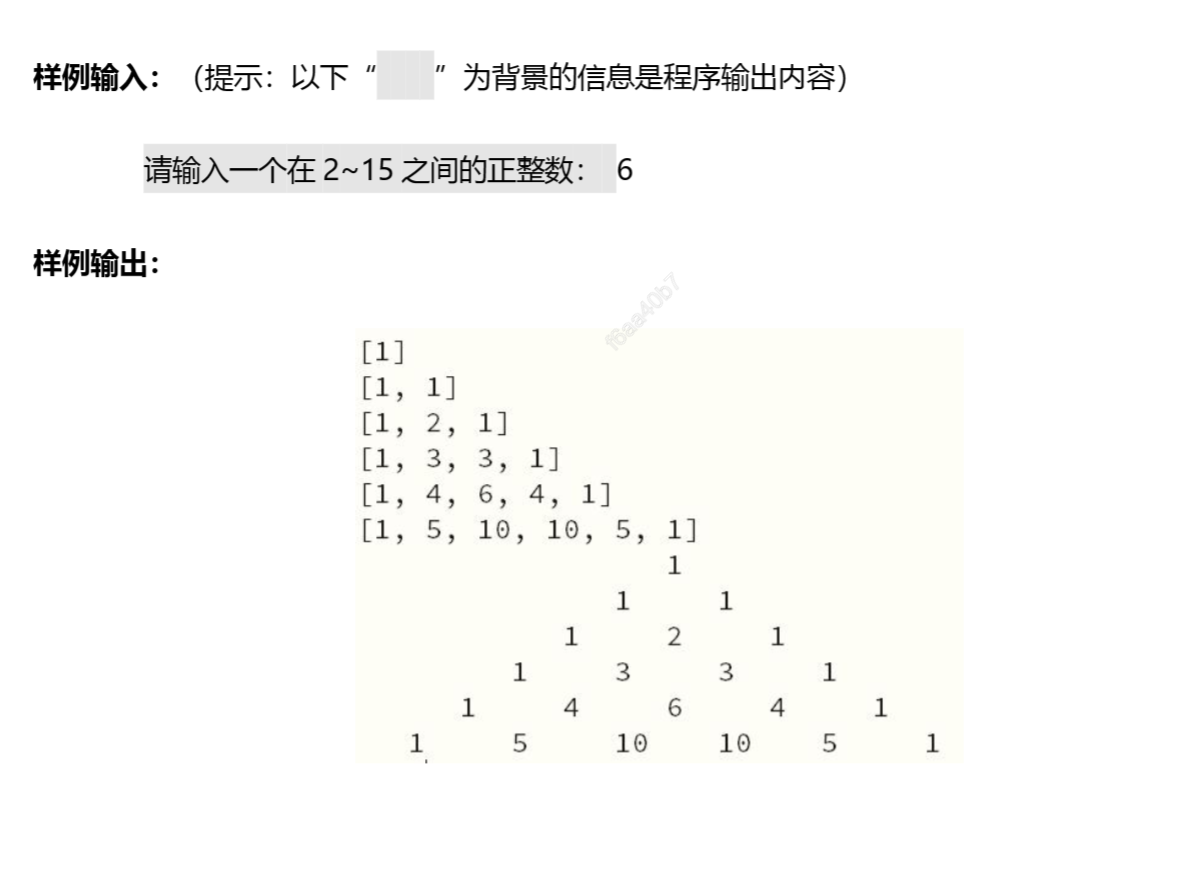 样例输入：（提示：以下“ ”为背景的信息是程序输出内容）
请输入一个在 2~15 之间的正整数： 6
样例输出：
f6aa40b7
[1]
[1, 1]
[1, 2, 1]
[1, 3, 3, 1]
[1, 4, 6, 4, 1]
[1, 5, 10, 10, 5, 1]
1
1 1
1 2 1
1 3 3 1
1 4 6 4 1
1 5 10 10 5 1